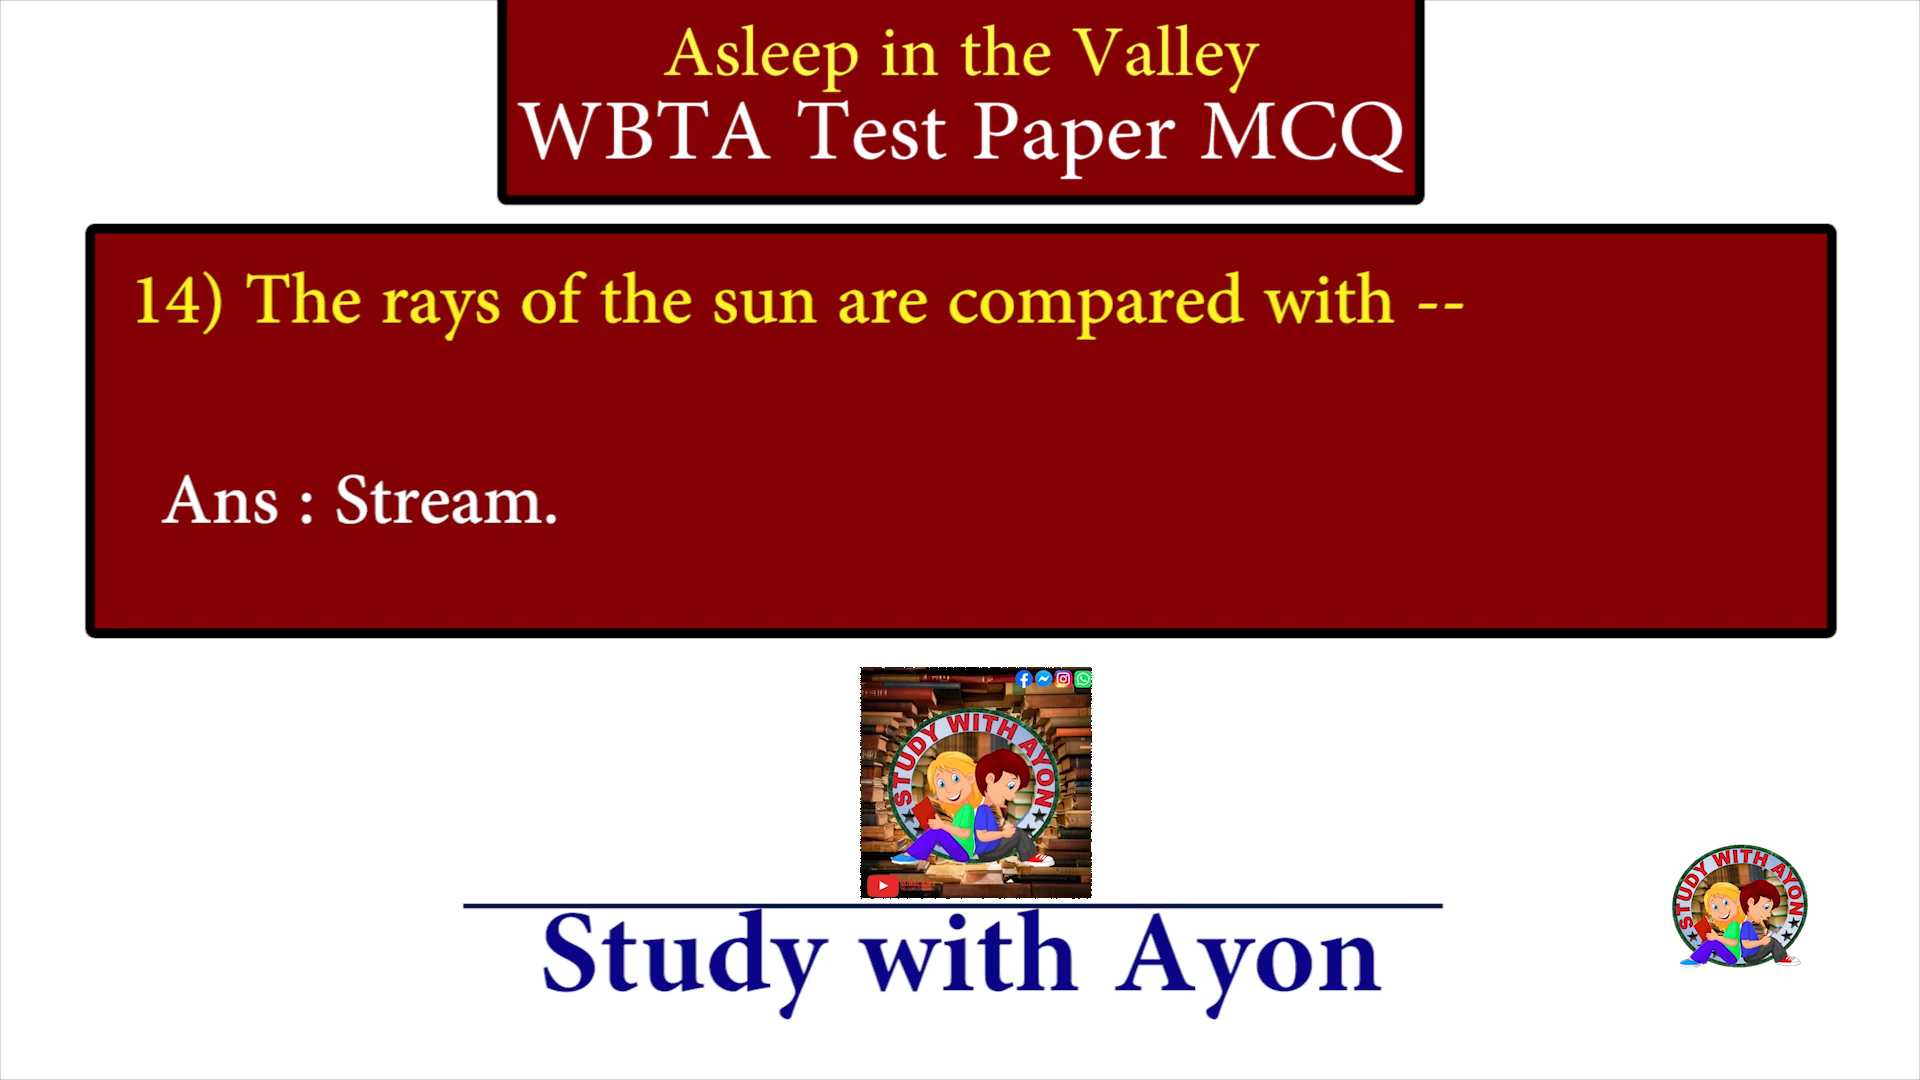 Asleep in the Valley
WBTA Test Paper MCQ
14) The rays of the sun are compared with --
Ans : Stream.
STUDY WITH AYON
Study with Ayon
STUDY WITH AYON